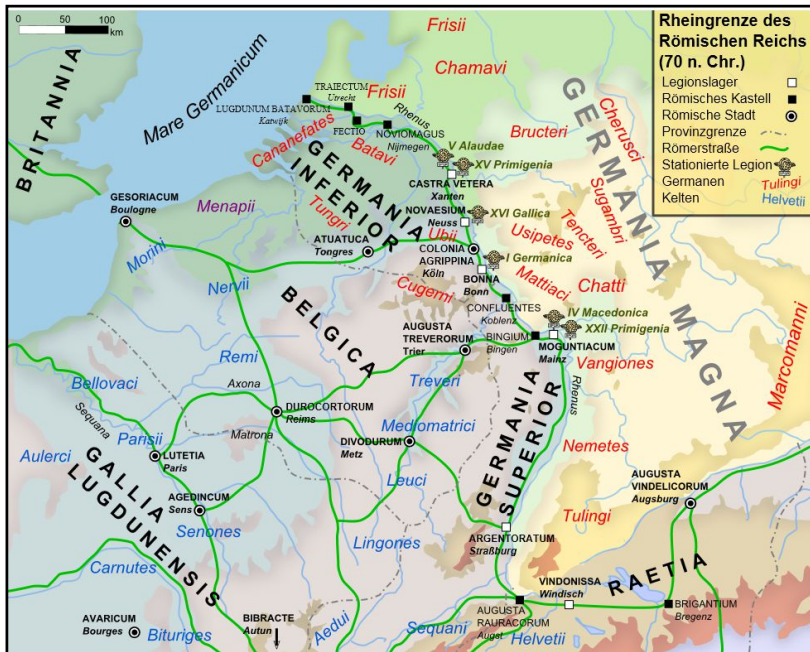 0 50 100
km
Rheingrenze des
Römischen Reichs
(70 n. Chr.)
Legionslager
Römisches Kastell
Römische Stadt
Provinzgrenze
Römerstraße
Stationierte Legion
Germanen Tulingi
Kelten Helvetii
BRITANNIA
Mare Germanicum
Frisii
Chamavi
Frisii
TRAIECTUM
Utrecht
LUGDUNUM BATAVORUM
Katwijk
FECTIO
Rhenus
NOVIOMAGUS
Nijmegen
Cananefates
Batavi
Bructeri
Cherusci
GERMANIA MAGNA
V Alaudae
XV Primigenia
CASTRA VETERA
Xanten
GERMANIA
INFERIOR
Sugambri
GESORIACUM
Boulogne
Menapii
Tungri
NOVAESIUM
Neuss
XVI Gallica
Tencteri
Usipetes
Ubii
COLONIA
AGRIPPINA
Köln
Morini
ATUATUCA
Tongres
I Germanica
Mattiaci
BONNA
Bonn
Chatti
Nervii
Cugerni
CONFLUENTES
Koblenz
IV Macedonica
XXII Primigenia
BELGICA
AUGUSTA
TREVERORUM
Trier
BINGIUM
Bingen
MOGUNTIACUM
Mainz
Vangiones
Marcomanni
Remi
Bellovaci
Axona
Treveri
Rhenus
Sequana
DUROCORTORUM
Reims
Mediomatrici
GERMANIA
SUPERIOR
Parisii
Matrona
LUTETIA
Paris
DIVODURUM
Metz
Nemetes
Aulerci
GALLIA
LUGDUNENSIS
Leuci
AUGUSTA
VINDELICORUM
Augsburg
AGEDINCUM
Sens
Senones
Tulingi
ARGENTORATUM
Straßburg
Lingones
Carnutes
RAETIA
VINDONISSA
Windisch
AVARICUM
Bourges
Bituriges
BIBRACTE
Autun
Aedui
Sequani
AUGUSTA
RAURACORUM
Augst
Helvetii
BRIGANTIUM
Bregenz